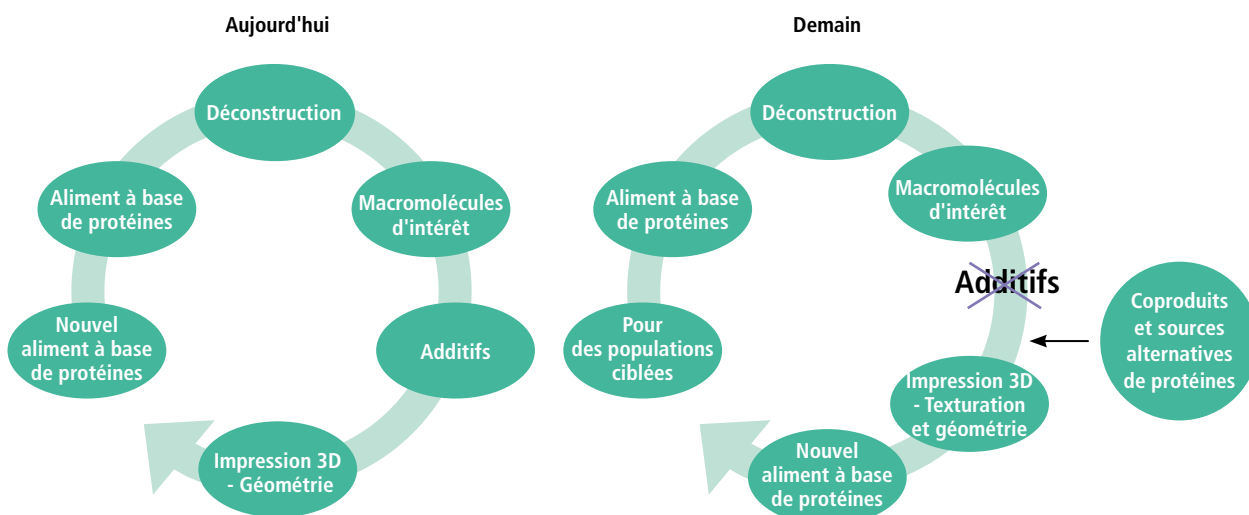 Aujourd'hui
Déconstruction
Aliment à base
de protéines
Macromolécules
d'intérêt
Nouvel
aliment à base
de protéines
Additifs
Impression 3D
- Géométrie
Demain
Déconstruction
Aliment à base
de protéines
Macromolécules
d'intérêt
Additifs
Pour
des populations
ciblées
Coproduits
et sources
alternatives
de protéines
Impression 3D
- Texturation
et géométrie
Nouvel
aliment à base
de protéines